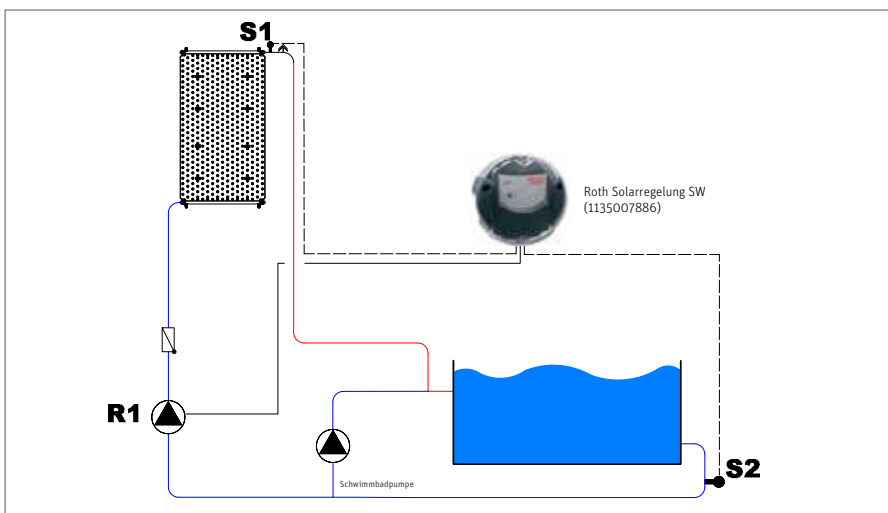 S1
Roth Solarregelung SW
(1135007886)
R1
Schwimmbadpumpe
S2